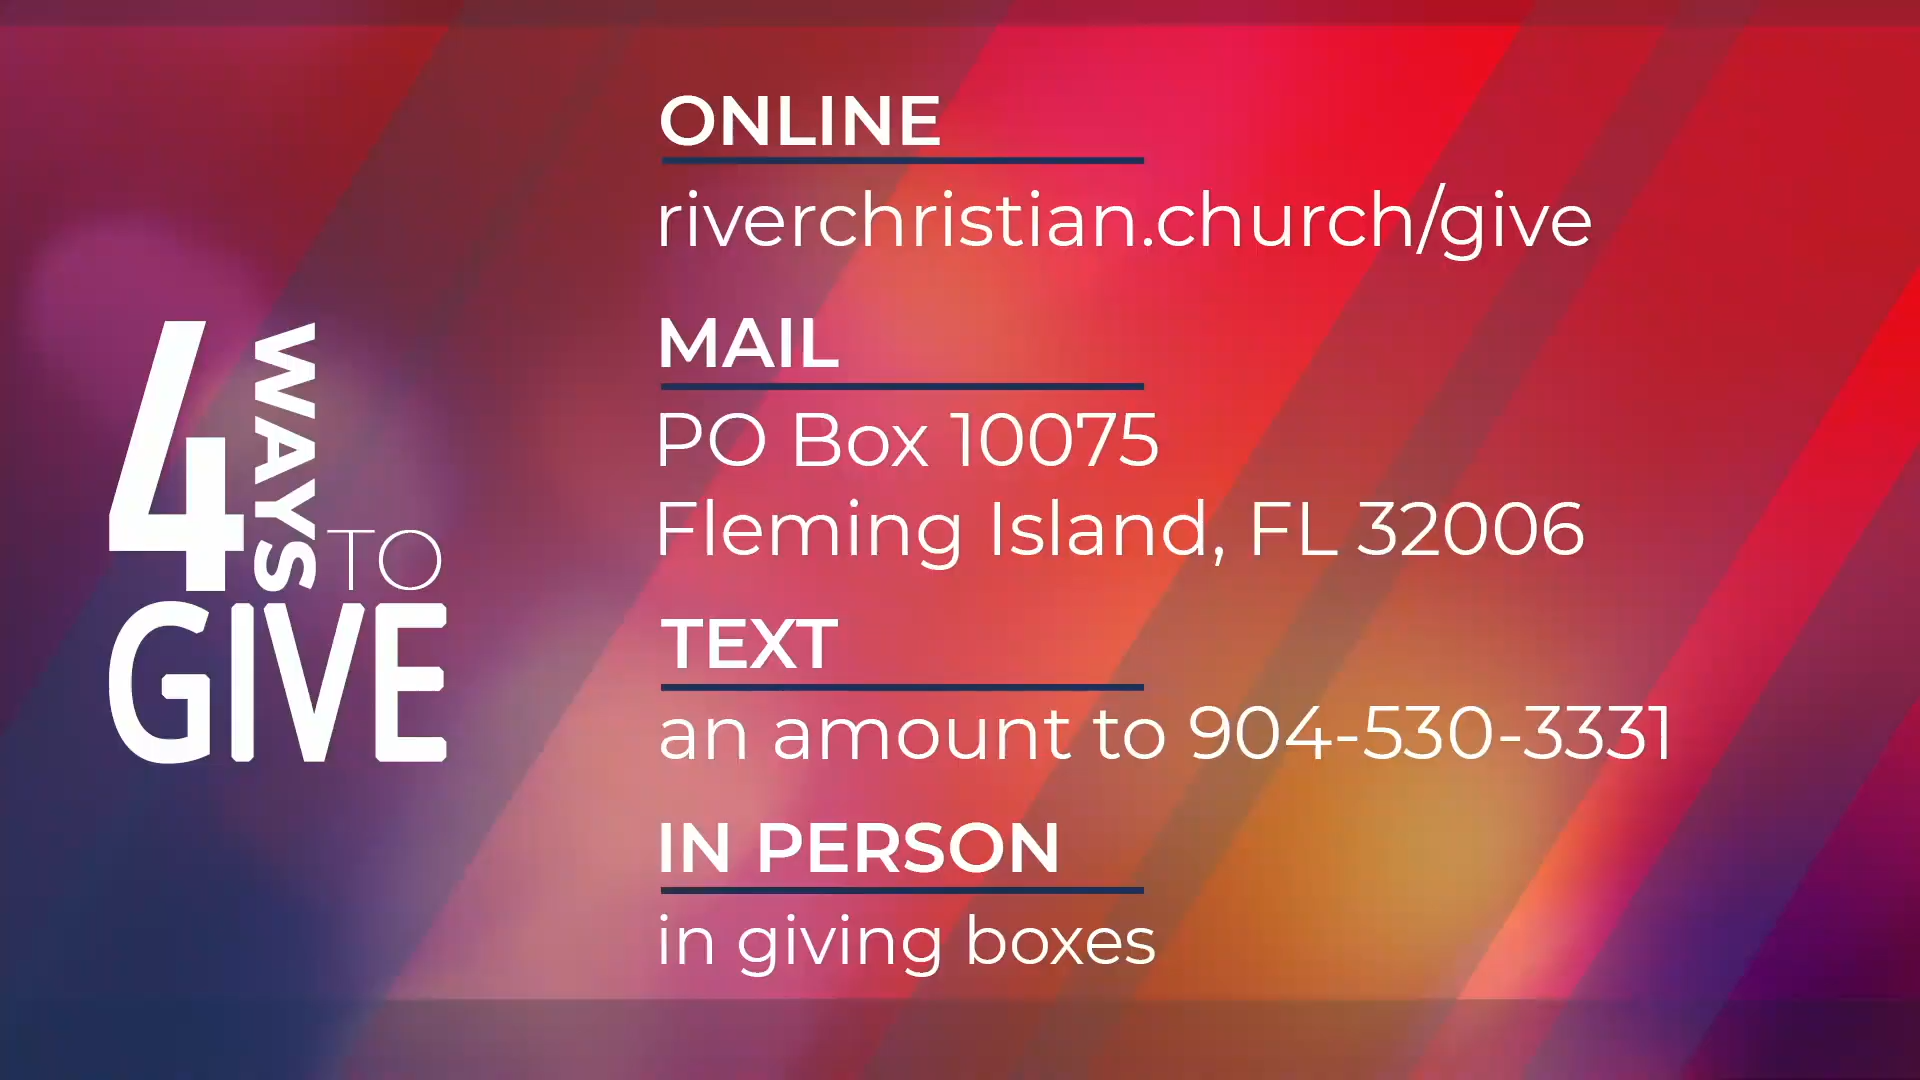 4 WAYS TO
GIVE
ONLINE
riverchristian.church/give
MAIL
PO Box 10075
Fleming Island, FL 32006
TEXT
an amount to 904-530-3331
IN PERSON
in giving boxes